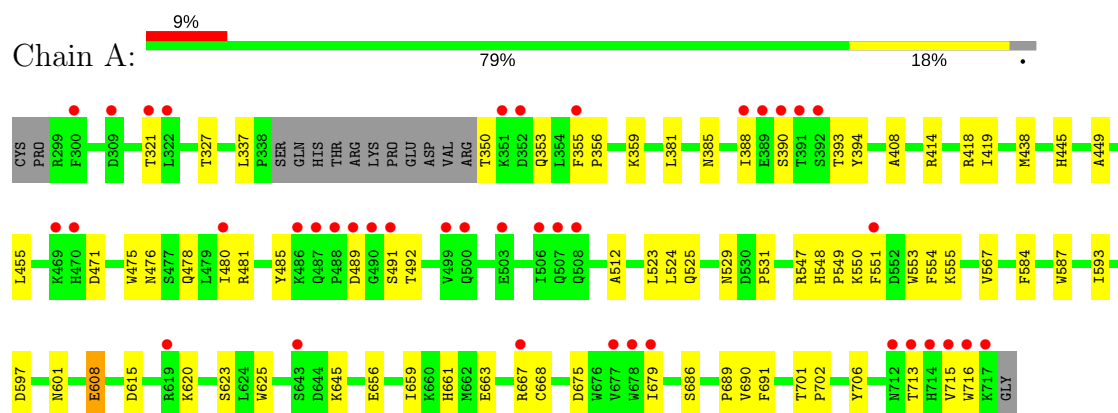 9%
Chain A:
79% 18% •
CYS PRO R299 F300 D309 T321 L322 T327 L337 P338 SER GLN HIS THR ARG LYS PRO GLU ASP VAL ARG T350 K351 D352 Q353 L354 F355 P356 K359 L381 N385 I388 E389 S390 T391 S392 T393 Y394 A408 R414 R418 I419 M438 H445 A449
L455 K469 H470 D471 W475 N476 S477 Q478 L479 I480 R481 Y485 K486 Q487 P488 D489 G490 S491 T492 V499 Q500 E503 I506 Q507 Q508 A512 L523 L524 Q525 N529 D530 P531 R547 H548 P549 K550 F551 D552 W553 F554 K555 V567 F584 W587 I593
D597 N601 E608 D615 R619 K620 S623 L624 W625 S643 D644 K645 E656 I659 K660 H661 M662 E663 R667 C668 D675 W676 V677 W678 I679 S686 P689 V690 F691 T701 P702 Y706 N712 T713 H714 V715 W716 K717 GLY